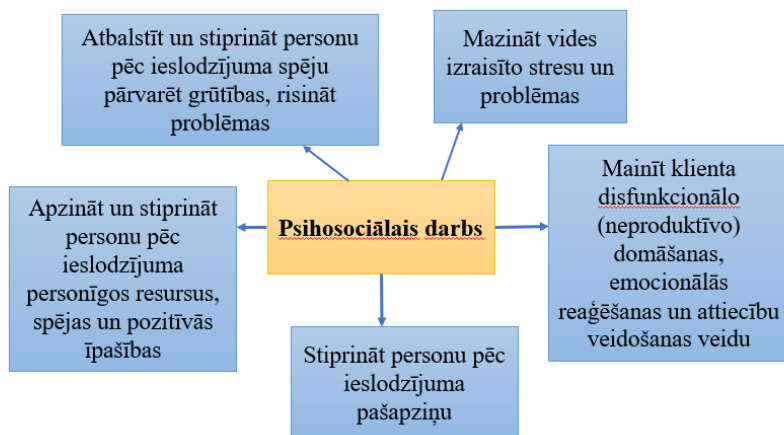 Atbalstīt un stiprināt personu
pēc ieslodzījuma spēju
pārvarēt grūtības, risināt
problēmas
Mazināt vides
izraisīto stresu un
problēmas
Apzināt un stiprināt
personu pēc
ieslodzījuma
personīgos resursus,
spējas un pozitīvās
īpašības
Psihosociālais darbs
Mainīt klienta
disfunkcionālo
(neproduktīvo)
domāšanas,
emocionālās
reaģēšanas un attiecību
veidošanas veidu
Stiprināt personu pēc
ieslodzījuma
pašapziņu